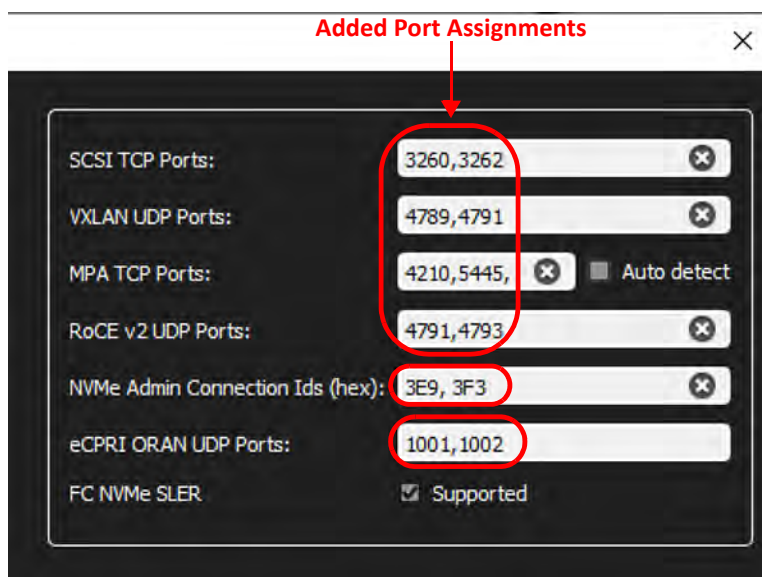 Added Port Assignments
SCSI TCP Ports: 3260,3262
VXLAN UDP Ports: 4789,4791
MPA TCP Ports: 4210,5445, Auto detect
RoCE v2 UDP Ports: 4791,4793
NVMe Admin Connection Ids (hex): 3E9, 3F3
eCPRI ORAN UDP Ports: 1001,1002
FC NVMe SLER Supported